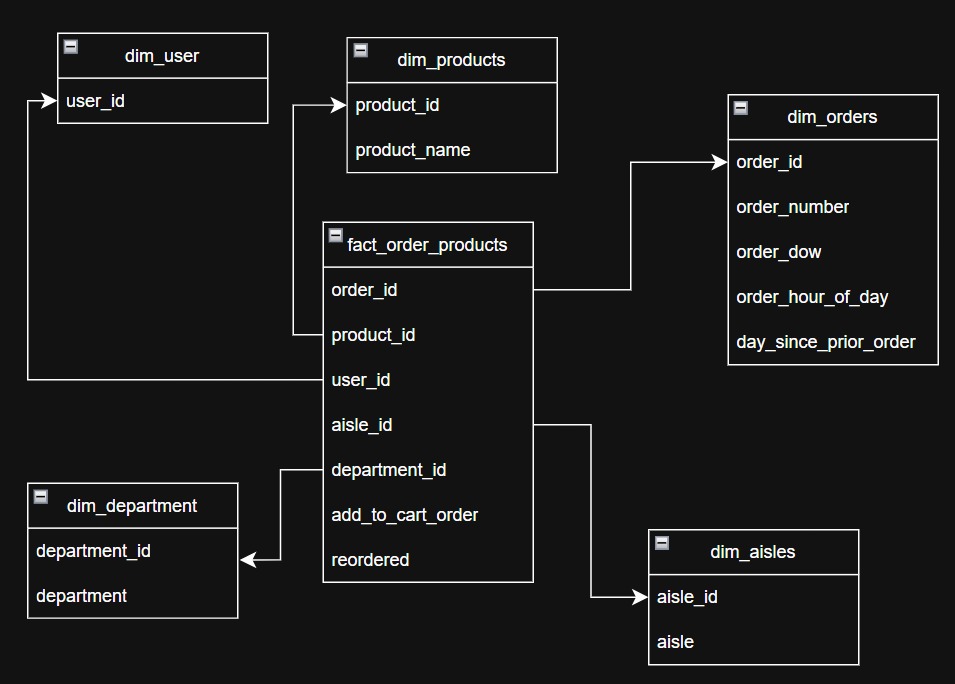 dim_user
user_id
dim_products
product_id
product_name
dim_orders
order_id
order_number
order_dow
order_hour_of_day
day_since_prior_order
fact_order_products
order_id
product_id
user_id
aisle_id
department_id
add_to_cart_order
reordered
dim_department
department_id
department
dim_aisles
aisle_id
aisle